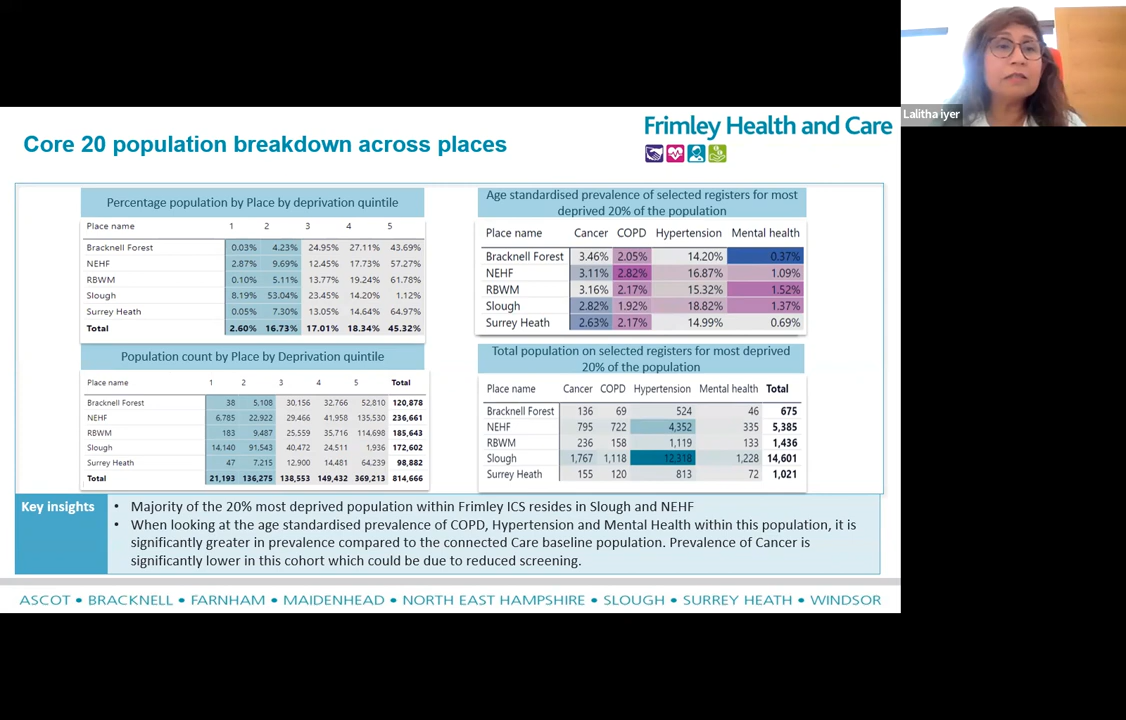 Lalitha iyer
Frimley Health and Care
Core 20 population breakdown across places
Percentage population by Place by deprivation quintile
Place name 1 2 3 4 5
Bracknell Forest 0.03% 4.23% 24.95% 27.11% 43.69%
NEHF 2.87% 9.69% 12.45% 17.73% 57.27%
RBWM 0.10% 5.11% 13.77% 19.24% 61.78%
Slough 8.19% 53.04% 23.45% 14.20% 1.12%
Surrey Heath 0.05% 7.30% 13.05% 14.64% 64.97%
Total 2.60% 16.73% 17.01% 18.34% 45.32%
Age standardised prevalence of selected registers for most
deprived 20% of the population
Place name Cancer COPD Hypertension Mental health
Bracknell Forest 3.46% 2.05% 14.20% 0.37%
NEHF 3.11% 2.82% 16.87% 1.09%
RBWM 3.16% 2.17% 15.32% 1.52%
Slough 2.82% 1.92% 18.82% 1.37%
Surrey Heath 2.63% 2.17% 14.99% 0.69%
Population count by Place by Deprivation quintile
Place name 1 2 3 4 5 Total
Bracknell Forest 38 5,108 30,156 32,766 52,810 120,878
NEHF 6,785 22,922 29,466 41,958 135,530 236,661
RBWM 183 9,487 25,559 35,716 114,698 185,643
Slough 14,140 91,543 40,472 24,511 1,936 172,602
Surrey Heath 47 7,215 12,900 14,481 64,239 98,882
Total 21,193 136,275 138,553 149,432 369,213 814,666
Total population on selected registers for most deprived
20% of the population
Place name Cancer COPD Hypertension Mental health Total
Bracknell Forest 136 69 524 46 675
NEHF 795 722 4,352 335 5,385
RBWM 236 158 1,119 133 1,436
Slough 1,767 1,118 12,318 1,228 14,601
Surrey Heath 155 120 813 72 1,021
Key insights
• Majority of the 20% most deprived population within Frimley ICS resides in Slough and NEHF
• When looking at the age standardised prevalence of COPD, Hypertension and Mental Health within this population, it is
significantly greater in prevalence compared to the connected Care baseline population. Prevalence of Cancer is
significantly lower in this cohort which could be due to reduced screening.
ASCOT • BRACKNELL • FARNHAM • MAIDENHEAD • NORTH EAST HAMPSHIRE • SLOUGH • SURREY HEATH • WINDSOR